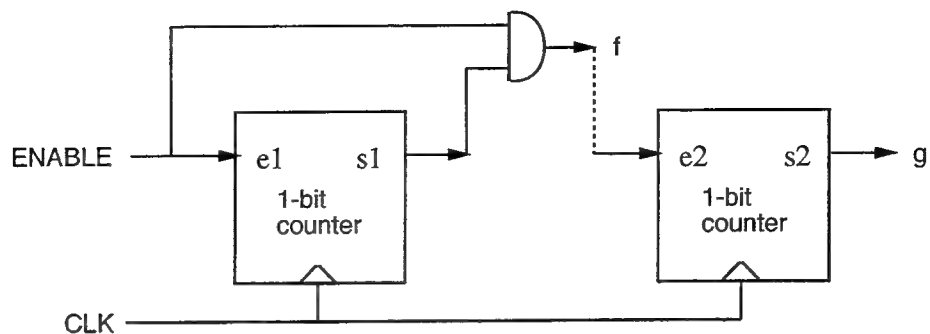 f
ENABLE
e1 s1
1-bit
counter
e2 s2
1-bit
counter
g
CLK